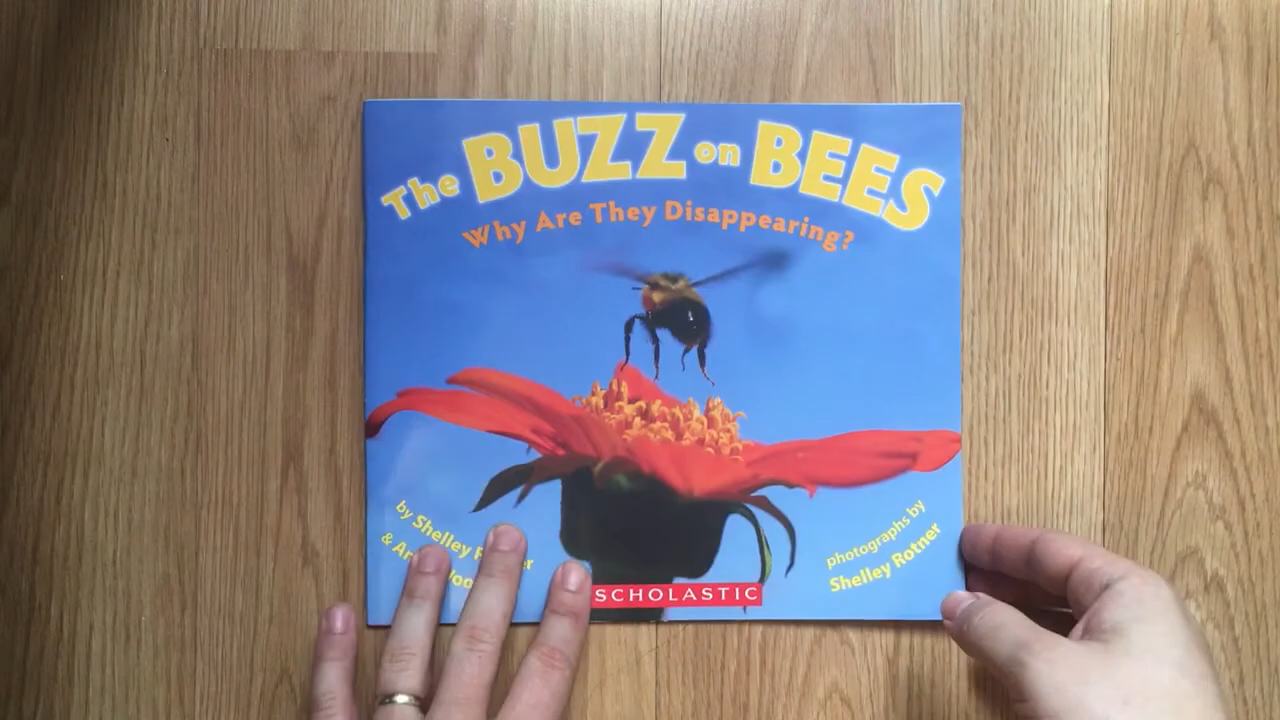 The BUZZ on BEES
Why Are They Disappearing?
by Shelley
&
photographs by
Shelley Rotner
SCHOLASTIC